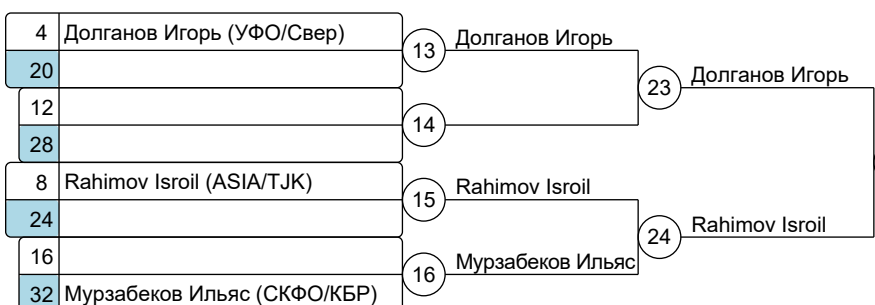 4 Долганов Игорь (УФО/Свер)
20
13 Долганов Игорь
12
28
14
23 Долганов Игорь
8 Rahimov Isroil (ASIA/TJK)
24
15 Rahimov Isroil
16
32 Мурзабеков Ильяс (СКФО/КБР)
16 Мурзабеков Ильяс
24 Rahimov Isroil